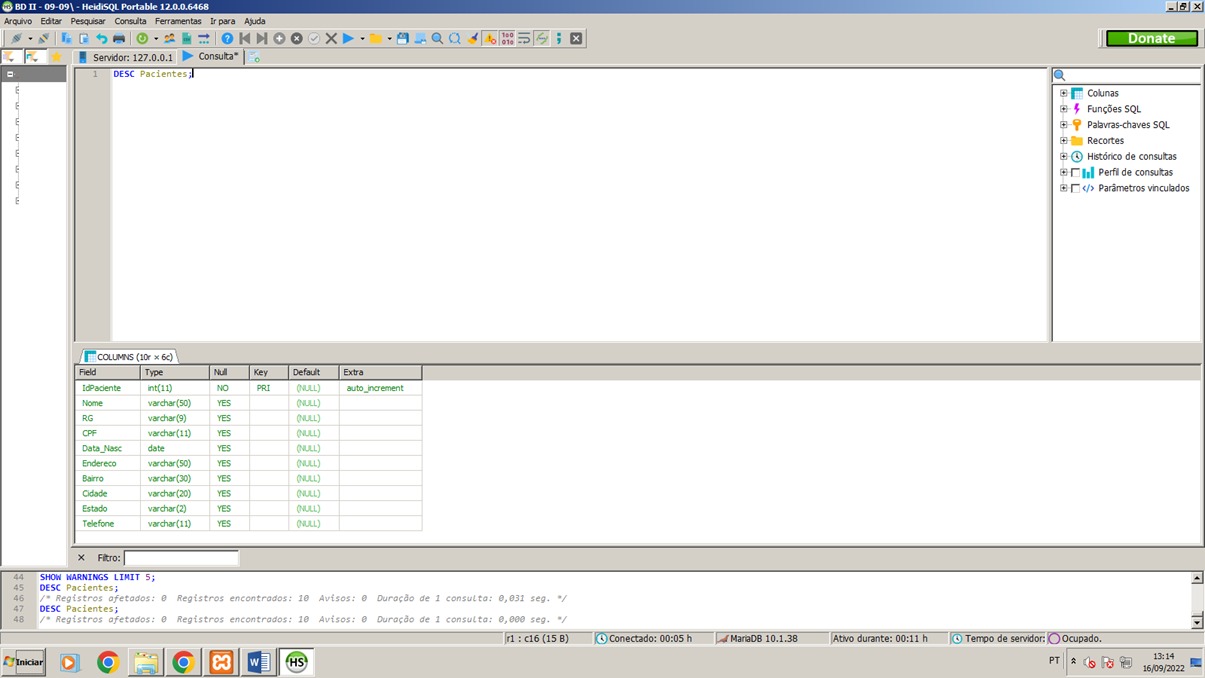 BD II - 09-09\ - HeidiSQL Portable 12.0.0.6468
Arquivo Editar Pesquisar Consulta Ferramentas Ir para Ajuda
Donate
Servidor: 127.0.0.1 Consulta*
1 DESC Pacientes;
Colunas
Funções SQL
Palavras-chaves SQL
Recortes
Histórico de consultas
Perfil de consultas
Parâmetros vinculados
COLUMNS (10r × 6c)
Field Type Null Key Default Extra
IdPaciente int(11) NO PRI (NULL) auto_increment
Nome varchar(50) YES (NULL)
RG varchar(9) YES (NULL)
CPF varchar(11) YES (NULL)
Data_Nasc date YES (NULL)
Endereco varchar(50) YES (NULL)
Bairro varchar(30) YES (NULL)
Cidade varchar(20) YES (NULL)
Estado varchar(2) YES (NULL)
Telefone varchar(11) YES (NULL)
Filtro:
44 SHOW WARNINGS LIMIT 5;
45 DESC Pacientes;
46 /* Registros afetados: 0 Registros encontrados: 10 Avisos: 0 Duração de 1 consulta: 0,031 seg. */
47 DESC Pacientes;
48 /* Registros afetados: 0 Registros encontrados: 10 Avisos: 0 Duração de 1 consulta: 0,000 seg. */
r1 : c16 (15 B) Conectado: 00:05 h MariaDB 10.1.38 Ativo durante: 00:11 h Tempo de servidor: Ocupado.
Iniciar HS PT 13:14
16/09/2022